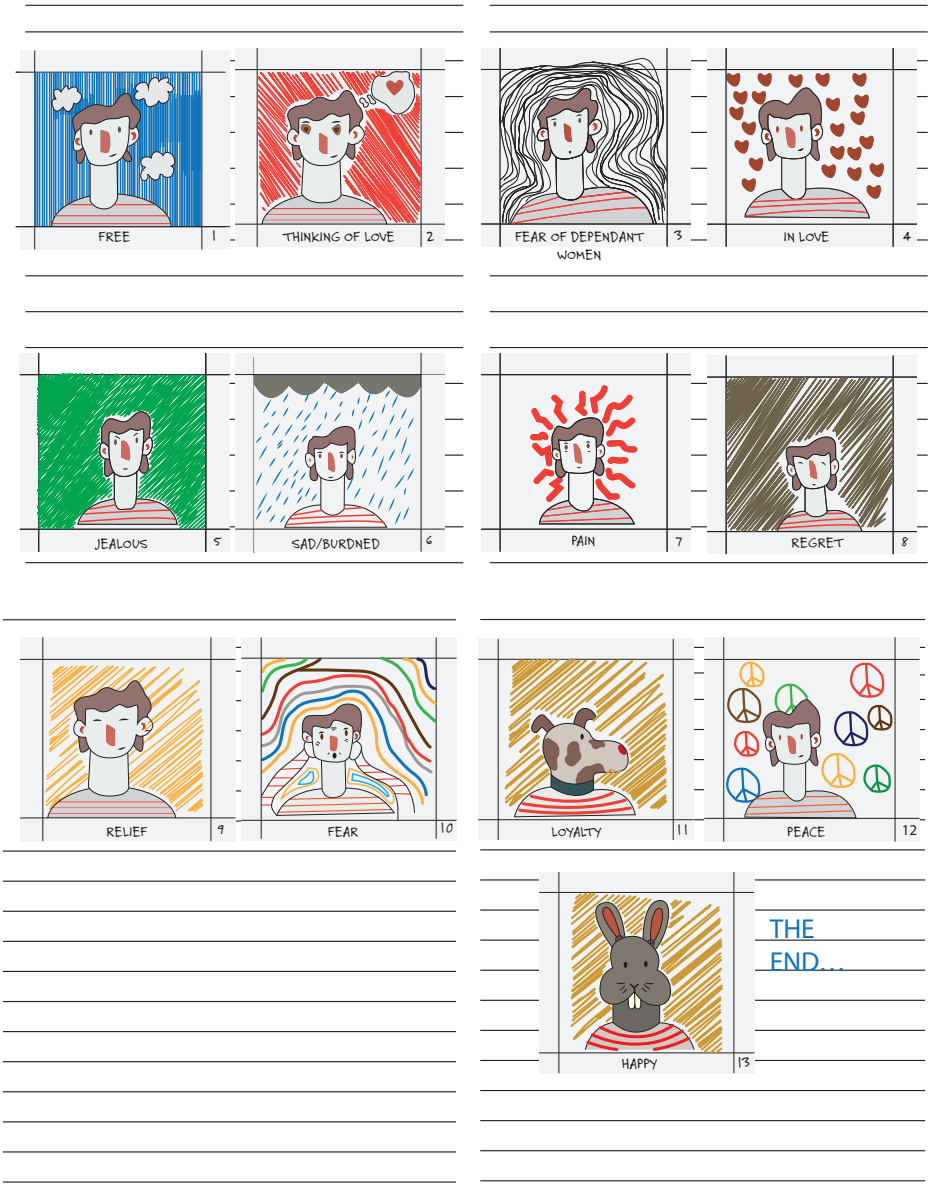 FREE 1
THINKING OF LOVE 2
FEAR OF DEPENDANT 3
WOMEN
IN LOVE 4
JEALOUS 5
SAD/BURDNED 6
PAIN 7
REGRET 8
RELIEF 9
FEAR 10
LOYALTY 11
PEACE 12
HAPPY 13
THE
END...